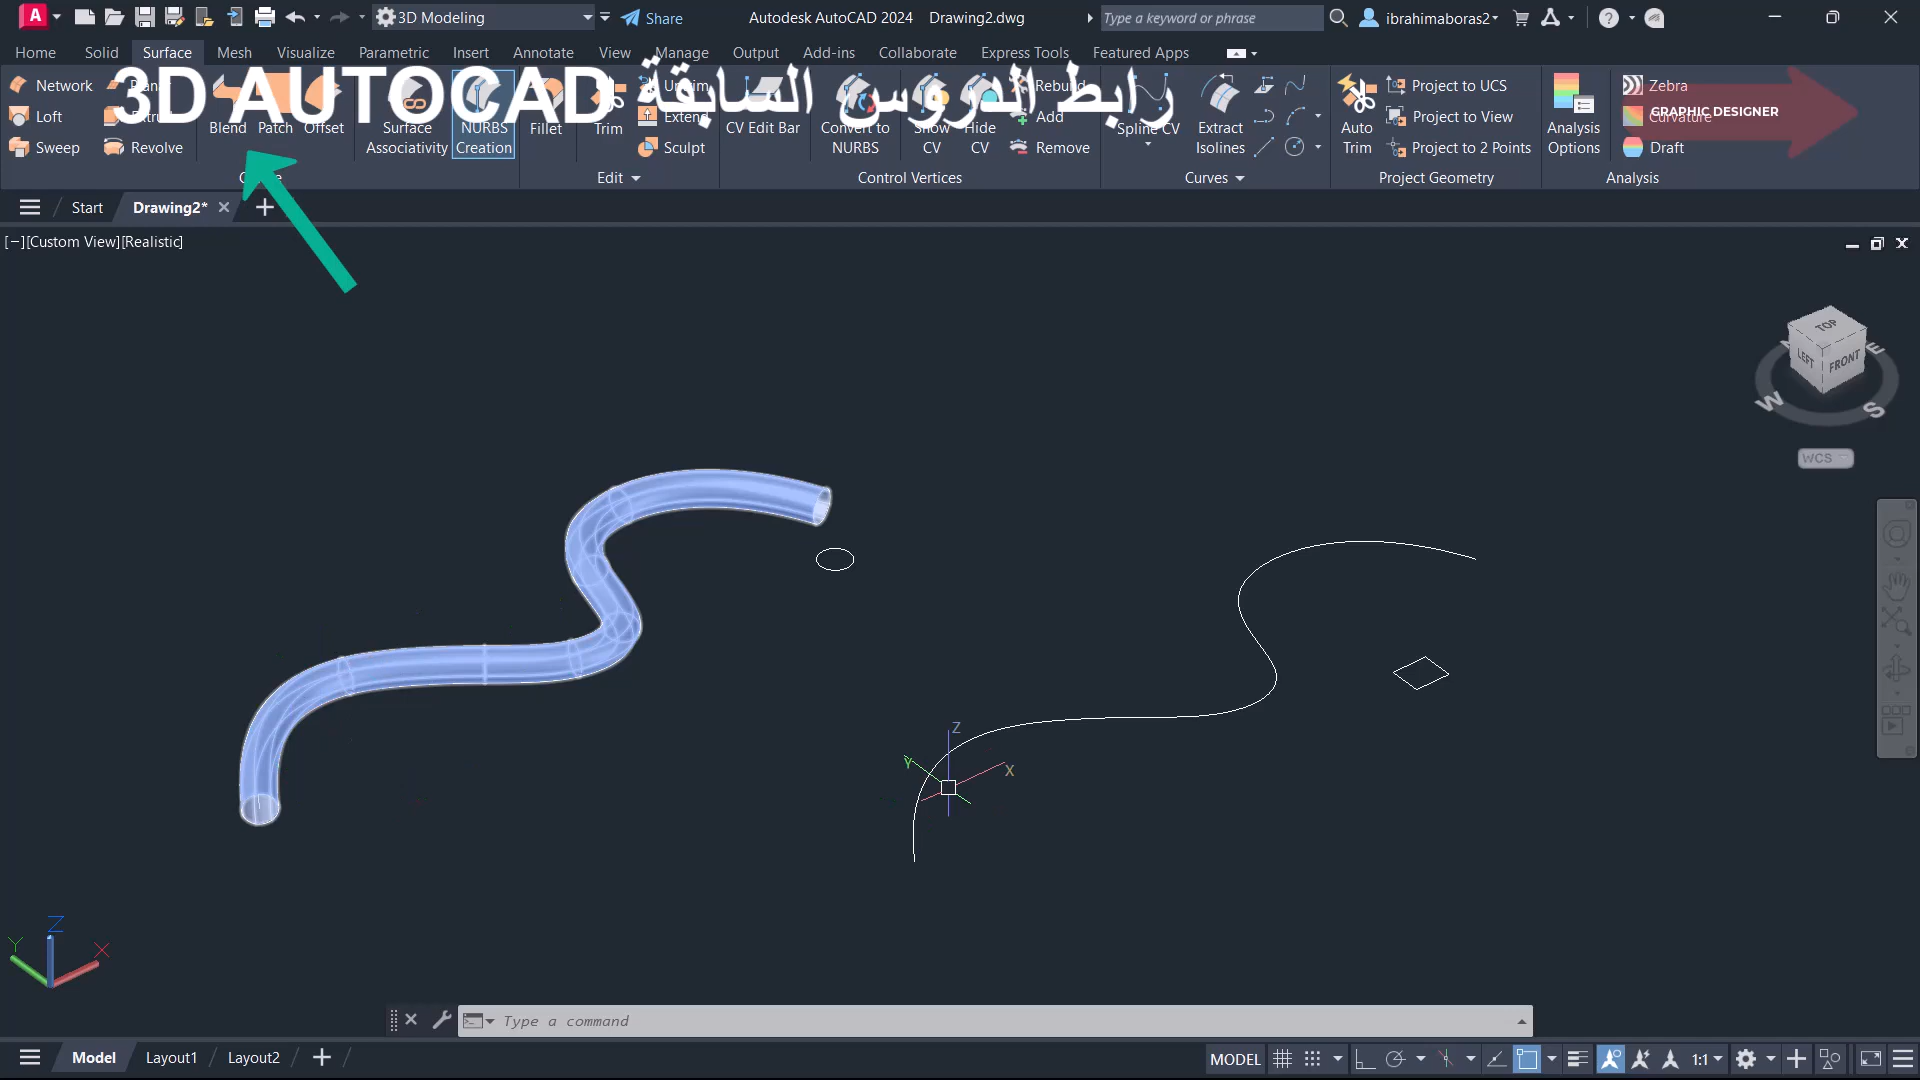 3D Modeling
Share
Autodesk AutoCAD 2024 Drawing2.dwg
Type a keyword or phrase
ibrahimaboras2
Home Solid Surface Mesh Visualize Parametric Insert Annotate View Manage Output Add-ins Collaborate Express Tools Featured Apps
3D AUTOCAD رابط الدروس السابقة
GRAPHIC DESIGNER
Network
Loft
Sweep
Revolve
Blend Patch Offset
Surface Associativity
NURBS Creation
Fillet Trim
Extend
Sculpt
Edit
CV Edit Bar
Convert to NURBS
Show CV
Hide CV
Rebuild
Add
Remove
Control Vertices
Spline CV
Extract Isolines
Curves
Auto Trim
Project to UCS
Project to View
Project to 2 Points
Project Geometry
Analysis Options
Zebra
Curvature
Draft
Analysis
Start Drawing2*
[−][Custom View][Realistic]
TOP
LEFT FRONT
E
W S
WCS
Z
Y X
Z
Y X
Type a command
Model Layout1 Layout2
MODEL 1:1